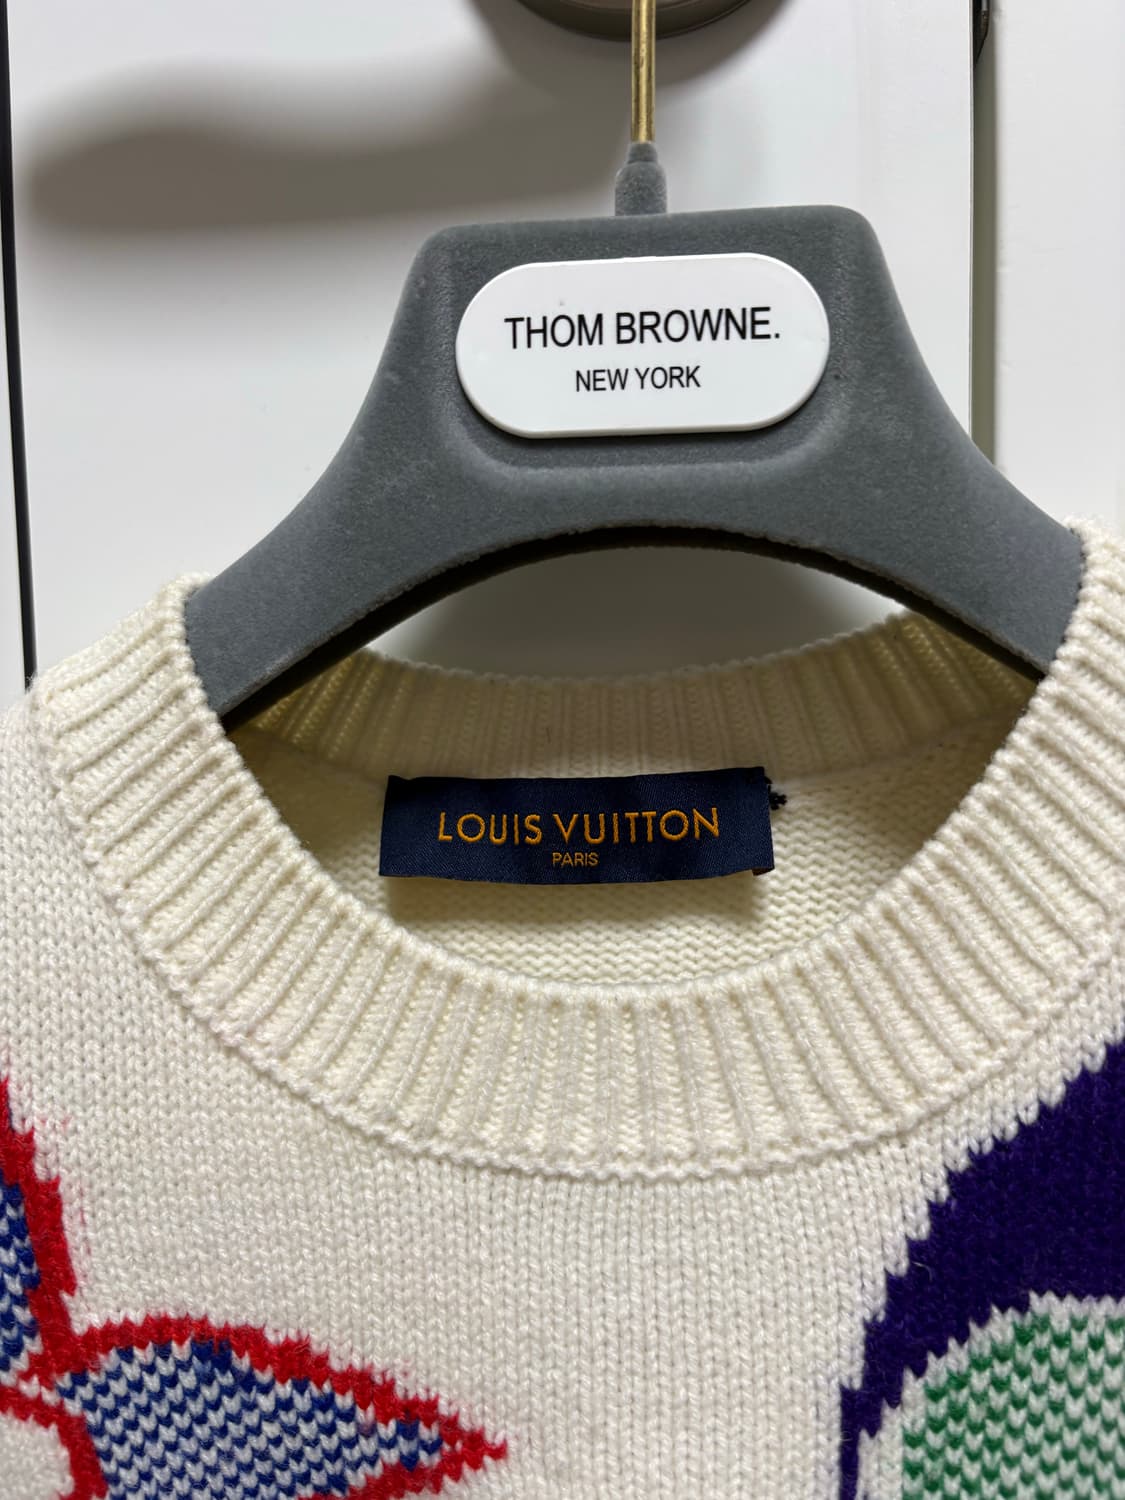 THOM BROWNE.
NEW YORK
LOUIS VUITTON
PARIS